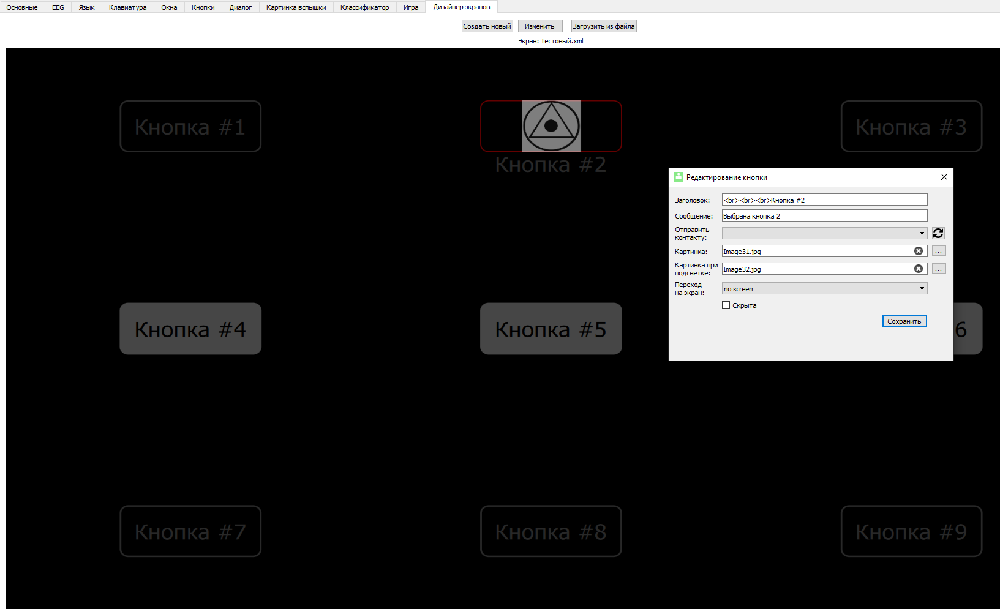 Основные EEG Язык Клавиатура Окна Кнопки Диалог Картинка вспышки Классификатор Игра Дизайнер экранов
Создать новый Изменить Загрузить из файла
Экран: Тестовый.xml
Кнопка #1
Кнопка #2
Кнопка #3
Редактирование кнопки
Заголовок: <br><br><br>Кнопка #2
Сообщение: Выбрана кнопка 2
Отправить
контакту:
Картинка: Image31.jpg ...
Картинка при
подсветке: Image32.jpg ...
Переход
на экран: no screen
Скрыта
Сохранить
Кнопка #4
Кнопка #5
6
Кнопка #7
Кнопка #8
Кнопка #9